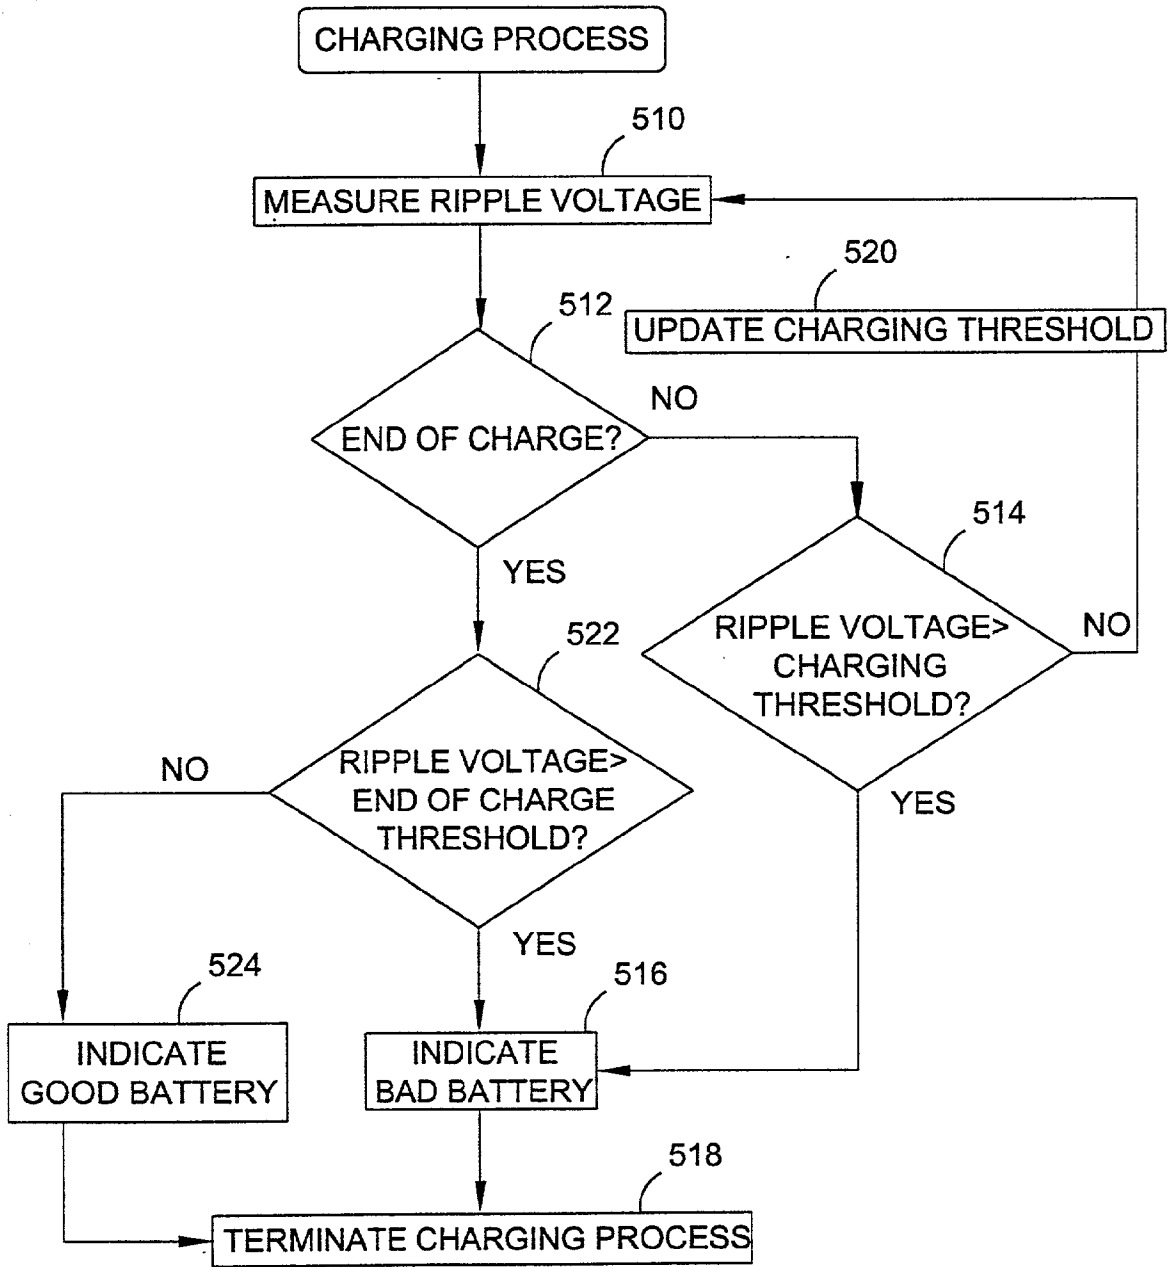 CHARGING PROCESS
510
MEASURE RIPPLE VOLTAGE
520
UPDATE CHARGING THRESHOLD
512
NO
END OF CHARGE?
514
YES
RIPPLE VOLTAGE>
CHARGING
THRESHOLD?
NO
522
RIPPLE VOLTAGE>
END OF CHARGE
THRESHOLD?
NO
YES
YES
524
INDICATE
GOOD BATTERY
516
INDICATE
BAD BATTERY
518
TERMINATE CHARGING PROCESS